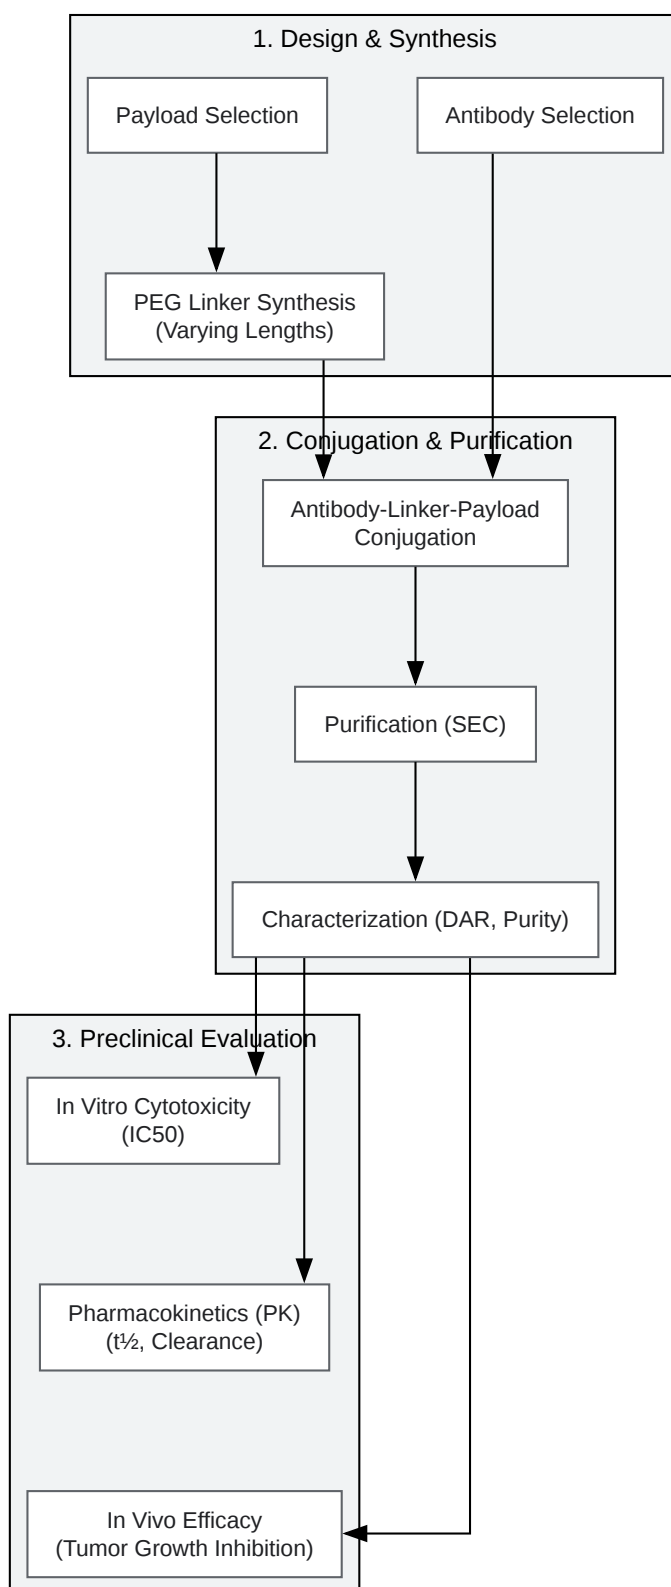 1. Design & Synthesis
Payload Selection
Antibody Selection
PEG Linker Synthesis
(Varying Lengths)
2. Conjugation & Purification
Antibody-Linker-Payload
Conjugation
Purification (SEC)
Characterization (DAR, Purity)
3. Preclinical Evaluation
In Vitro Cytotoxicity
(IC50)
Pharmacokinetics (PK)
(t½, Clearance)
In Vivo Efficacy
(Tumor Growth Inhibition)